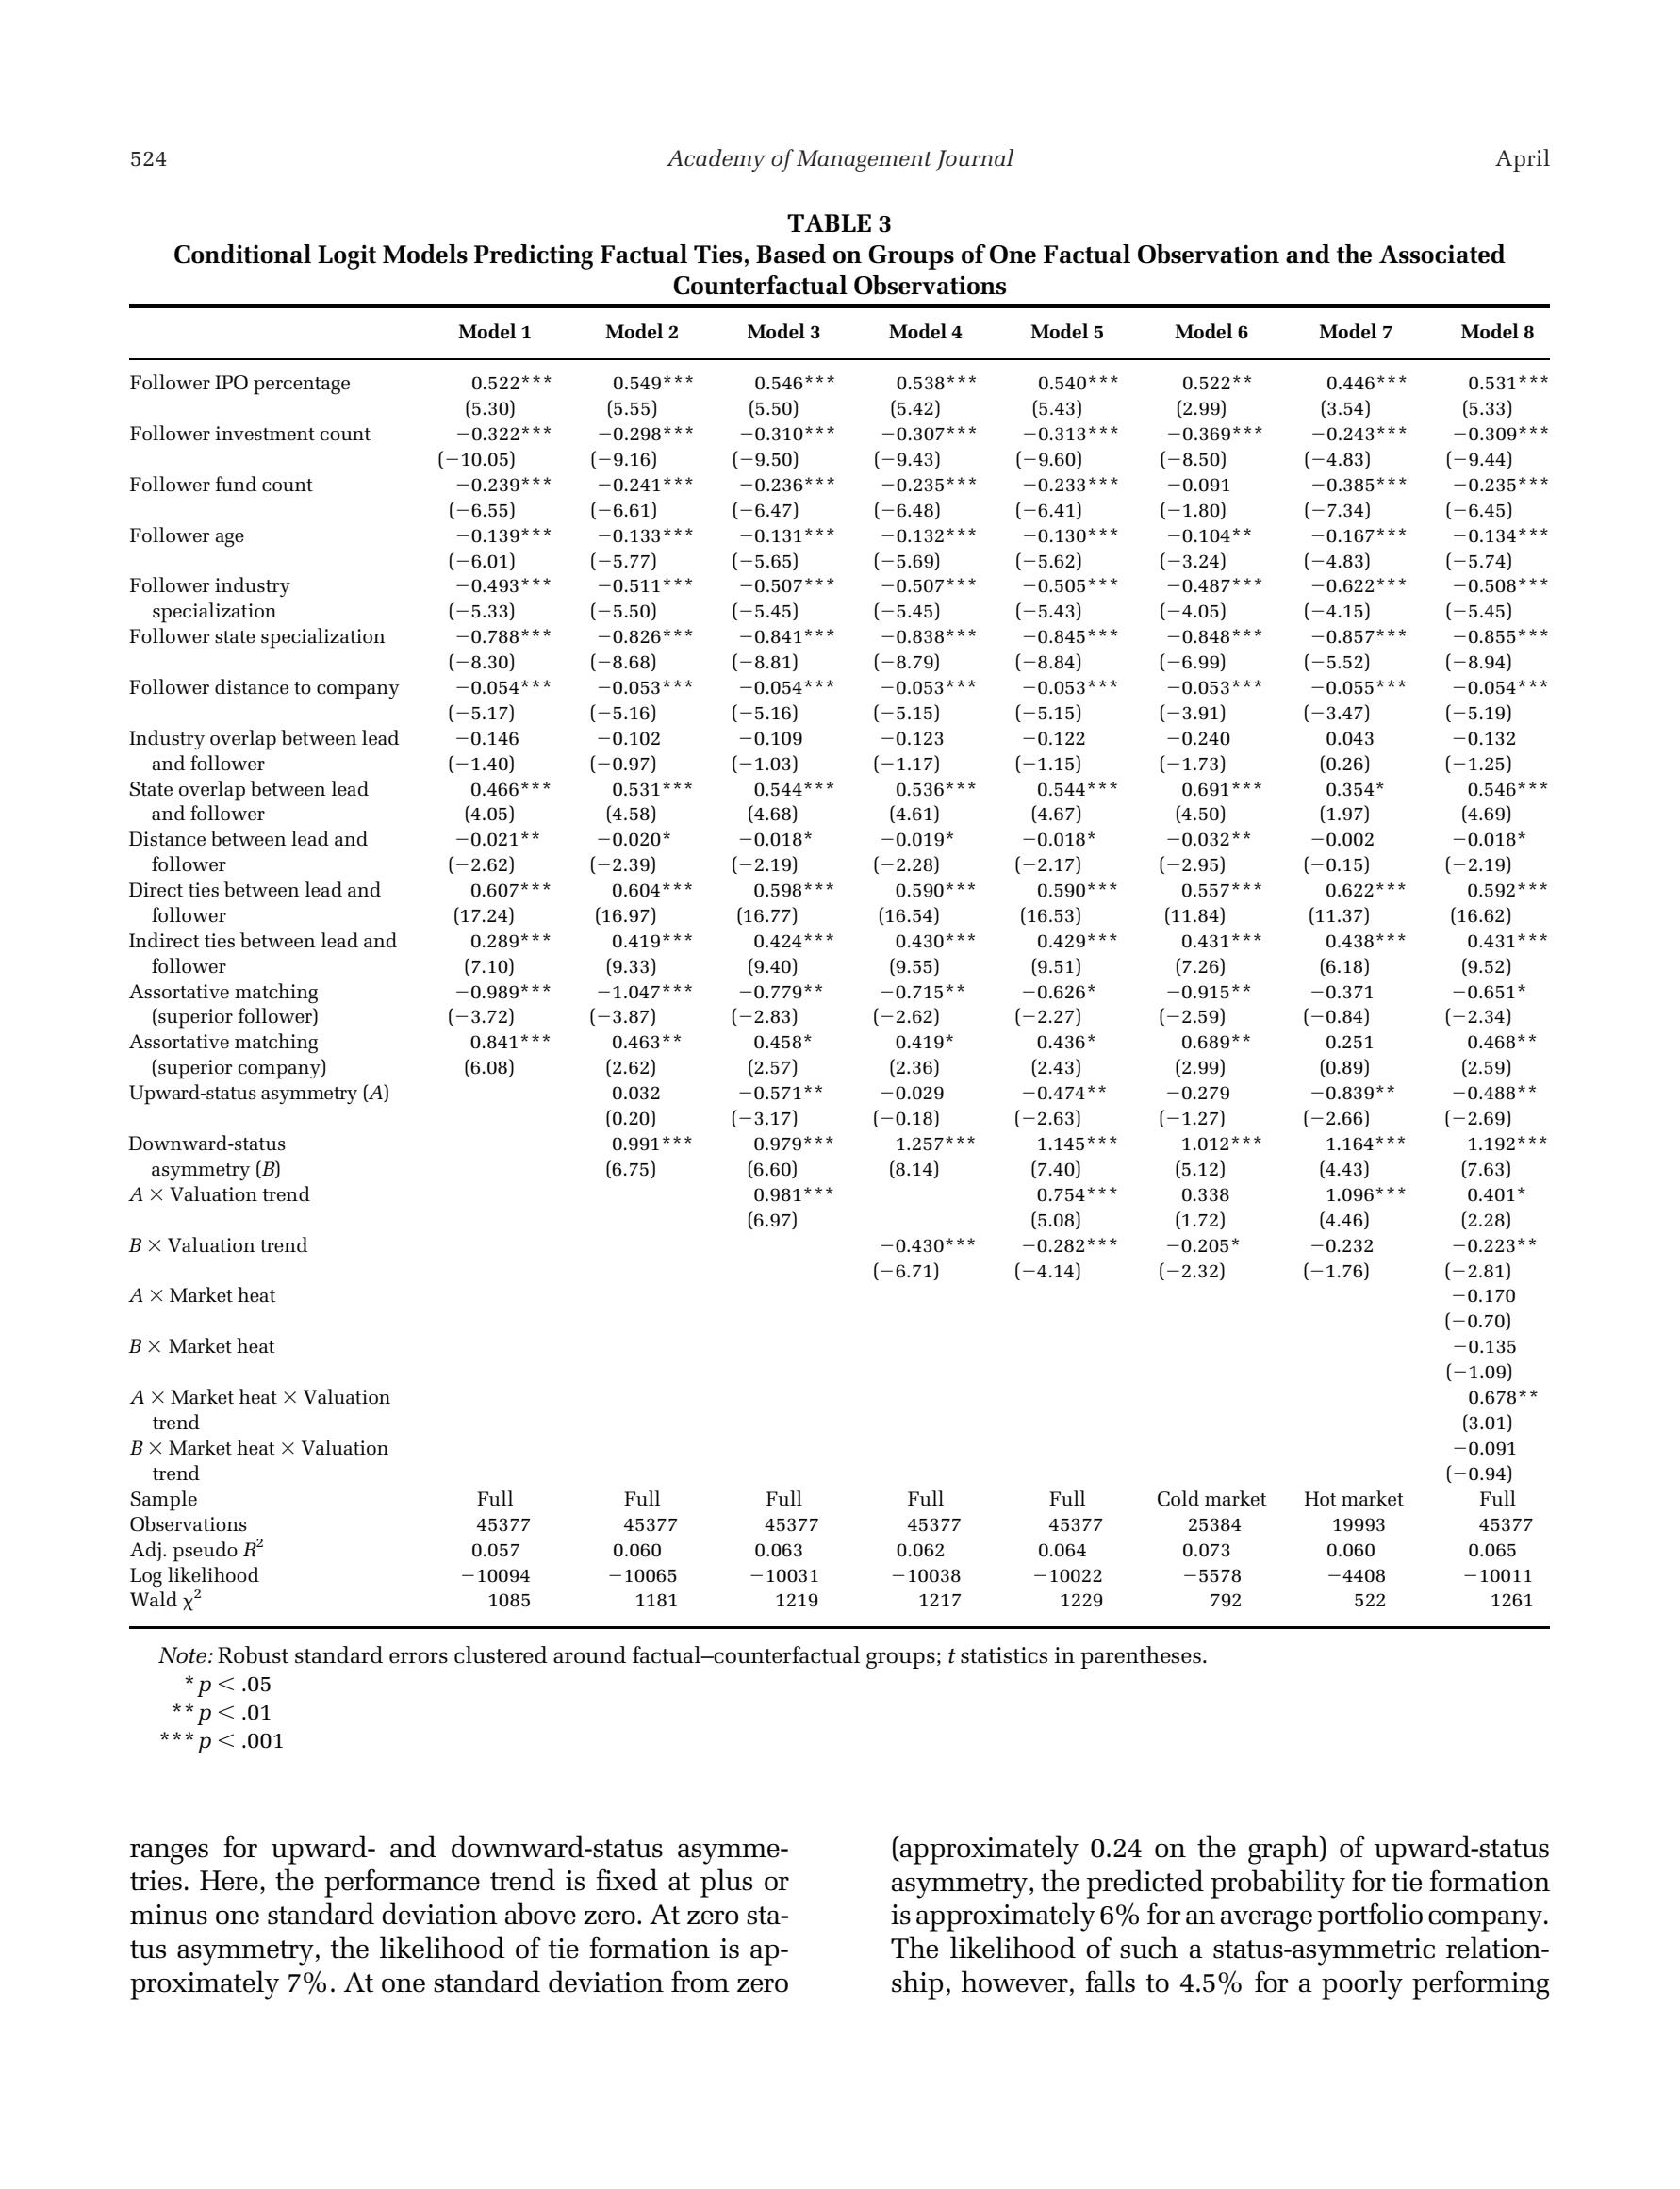 524 Academy of Management Journal April
TABLE 3
Conditional Logit Models Predicting Factual Ties, Based on Groups of One Factual Observation and the Associated
Counterfactual Observations
Model 1 Model 2 Model 3 Model 4 Model 5 Model 6 Model 7 Model 8
Follower IPO percentage 0.522*** 0.549*** 0.546*** 0.538*** 0.540*** 0.522** 0.446*** 0.531***
(5.30) (5.55) (5.50) (5.42) (5.43) (2.99) (3.54) (5.33)
Follower investment count −0.322*** −0.298*** −0.310*** −0.307*** −0.313*** −0.369*** −0.243*** −0.309***
(−10.05) (−9.16) (−9.50) (−9.43) (−9.60) (−8.50) (−4.83) (−9.44)
Follower fund count −0.239*** −0.241*** −0.236*** −0.235*** −0.233*** −0.091 −0.385*** −0.235***
(−6.55) (−6.61) (−6.47) (−6.48) (−6.41) (−1.80) (−7.34) (−6.45)
Follower age −0.139*** −0.133*** −0.131*** −0.132*** −0.130*** −0.104** −0.167*** −0.134***
(−6.01) (−5.77) (−5.65) (−5.69) (−5.62) (−3.24) (−4.83) (−5.74)
Follower industry −0.493*** −0.511*** −0.507*** −0.507*** −0.505*** −0.487*** −0.622*** −0.508***
specialization (−5.33) (−5.50) (−5.45) (−5.45) (−5.43) (−4.05) (−4.15) (−5.45)
Follower state specialization −0.788*** −0.826*** −0.841*** −0.838*** −0.845*** −0.848*** −0.857*** −0.855***
(−8.30) (−8.68) (−8.81) (−8.79) (−8.84) (−6.99) (−5.52) (−8.94)
Follower distance to company −0.054*** −0.053*** −0.054*** −0.053*** −0.053*** −0.053*** −0.055*** −0.054***
(−5.17) (−5.16) (−5.16) (−5.15) (−5.15) (−3.91) (−3.47) (−5.19)
Industry overlap between lead −0.146 −0.102 −0.109 −0.123 −0.122 −0.240 0.043 −0.132
and follower (−1.40) (−0.97) (−1.03) (−1.17) (−1.15) (−1.73) (0.26) (−1.25)
State overlap between lead 0.466*** 0.531*** 0.544*** 0.536*** 0.544*** 0.691*** 0.354* 0.546***
and follower (4.05) (4.58) (4.68) (4.61) (4.67) (4.50) (1.97) (4.69)
Distance between lead and −0.021** −0.020* −0.018* −0.019* −0.018* −0.032** −0.002 −0.018*
follower (−2.62) (−2.39) (−2.19) (−2.28) (−2.17) (−2.95) (−0.15) (−2.19)
Direct ties between lead and 0.607*** 0.604*** 0.598*** 0.590*** 0.590*** 0.557*** 0.622*** 0.592***
follower (17.24) (16.97) (16.77) (16.54) (16.53) (11.84) (11.37) (16.62)
Indirect ties between lead and 0.289*** 0.419*** 0.424*** 0.430*** 0.429*** 0.431*** 0.438*** 0.431***
follower (7.10) (9.33) (9.40) (9.55) (9.51) (7.26) (6.18) (9.52)
Assortative matching −0.989*** −1.047*** −0.779** −0.715** −0.626* −0.915** −0.371 −0.651*
(superior follower) (−3.72) (−3.87) (−2.83) (−2.62) (−2.27) (−2.59) (−0.84) (−2.34)
Assortative matching 0.841*** 0.463** 0.458* 0.419* 0.436* 0.689** 0.251 0.468**
(superior company) (6.08) (2.62) (2.57) (2.36) (2.43) (2.99) (0.89) (2.59)
Upward-status asymmetry (A) 0.032 −0.571** −0.029 −0.474** −0.279 −0.839** −0.488**
(0.20) (−3.17) (−0.18) (−2.63) (−1.27) (−2.66) (−2.69)
Downward-status 0.991*** 0.979*** 1.257*** 1.145*** 1.012*** 1.164*** 1.192***
asymmetry (B) (6.75) (6.60) (8.14) (7.40) (5.12) (4.43) (7.63)
A × Valuation trend 0.981*** 0.754*** 0.338 1.096*** 0.401*
(6.97) (5.08) (1.72) (4.46) (2.28)
B × Valuation trend −0.430*** −0.282*** −0.205* −0.232 −0.223**
(−6.71) (−4.14) (−2.32) (−1.76) (−2.81)
A × Market heat −0.170
(−0.70)
B × Market heat −0.135
(−1.09)
A × Market heat × Valuation 0.678**
trend (3.01)
B × Market heat × Valuation −0.091
trend (−0.94)
Sample Full Full Full Full Full Cold market Hot market Full
Observations 45377 45377 45377 45377 45377 25384 19993 45377
Adj. pseudo R² 0.057 0.060 0.063 0.062 0.064 0.073 0.060 0.065
Log likelihood −10094 −10065 −10031 −10038 −10022 −5578 −4408 −10011
Wald χ² 1085 1181 1219 1217 1229 792 522 1261
Note: Robust standard errors clustered around factual–counterfactual groups; t statistics in parentheses.
* p < .05
** p < .01
*** p < .001
ranges for upward- and downward-status asymme-
tries. Here, the performance trend is fixed at plus or
minus one standard deviation above zero. At zero sta-
tus asymmetry, the likelihood of tie formation is ap-
proximately 7%. At one standard deviation from zero
(approximately 0.24 on the graph) of upward-status
asymmetry, the predicted probability for tie formation
is approximately 6% for an average portfolio company.
The likelihood of such a status-asymmetric relation-
ship, however, falls to 4.5% for a poorly performing